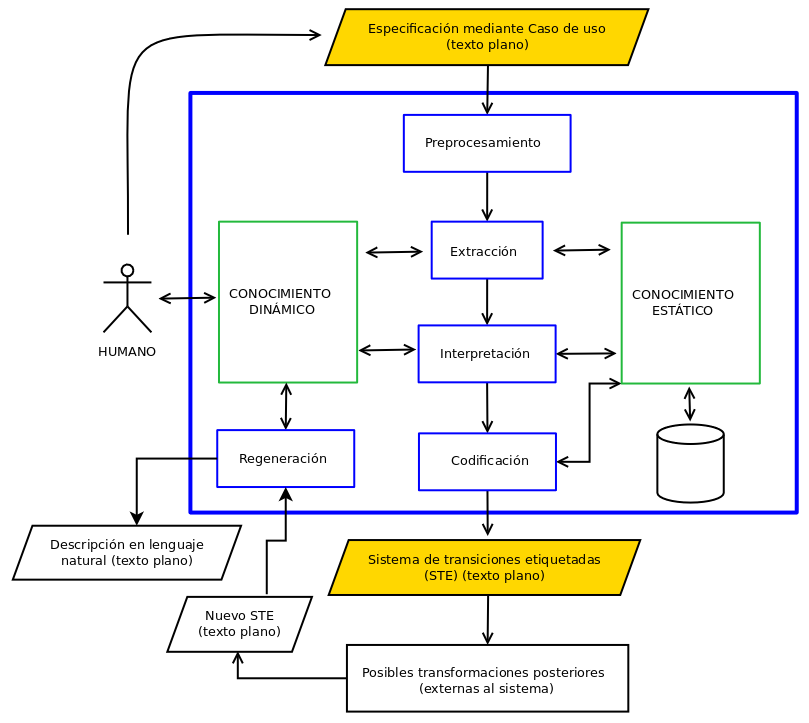 Especificación mediante Caso de uso
(texto plano)
Preprocesamiento
Extracción
CONOCIMIENTO
DINÁMICO
CONOCIMIENTO
ESTÁTICO
HUMANO
Interpretación
Regeneración
Codificación
Descripción en lenguaje
natural (texto plano)
Sistema de transiciones etiquetadas
(STE) (texto plano)
Nuevo STE
(texto plano)
Posibles transformaciones posteriores
(externas al sistema)